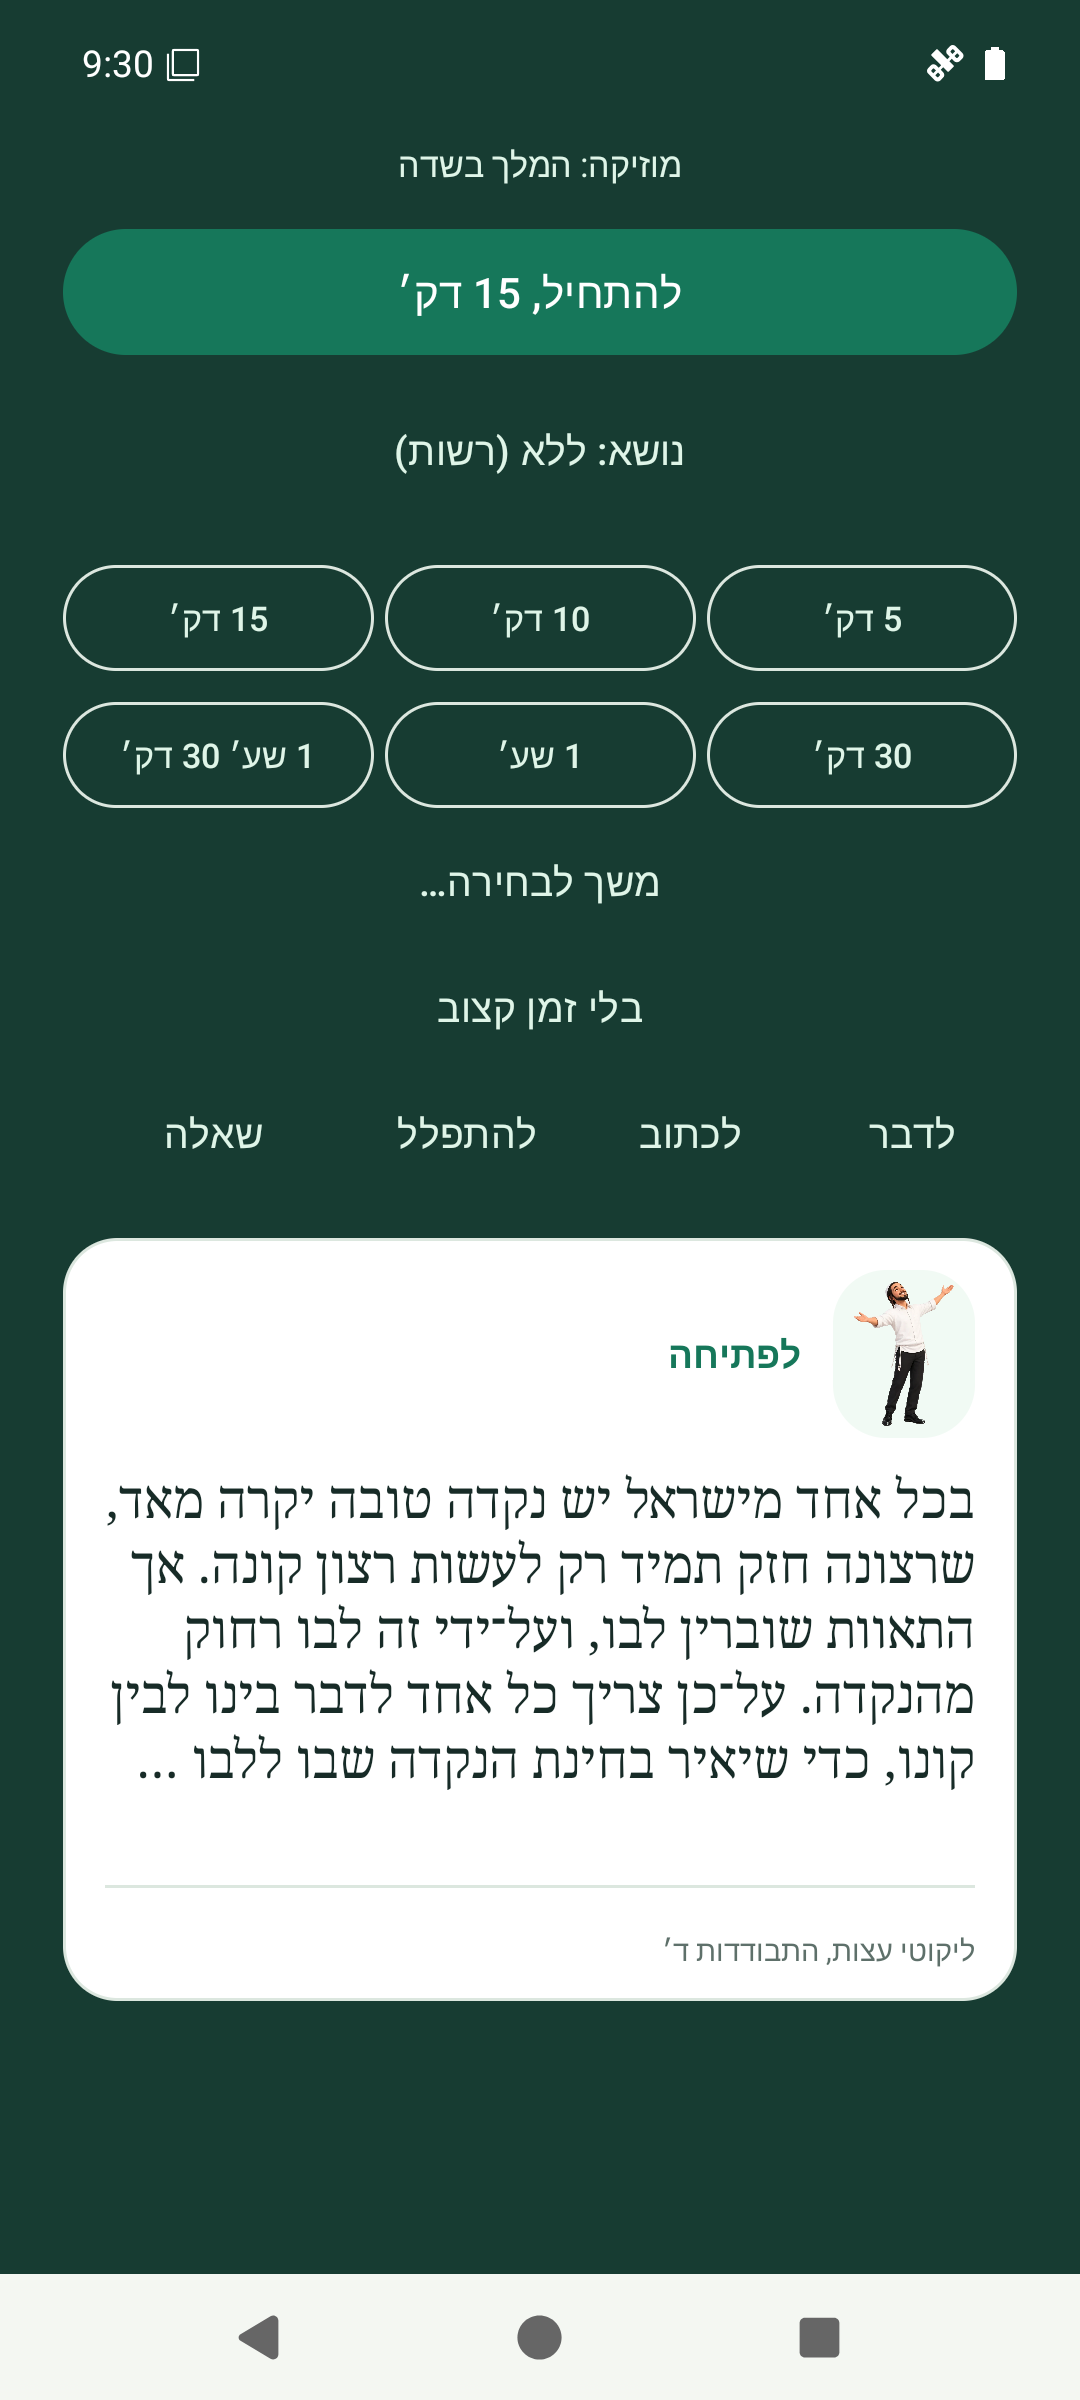 9:30
מוזיקה: המלך בשדה
להתחיל, 15 דק׳
נושא: ללא (רשות)
5 דק׳
10 דק׳
15 דק׳
30 דק׳
1 שע׳
1 שע׳ 30 דק׳
משך לבחירה...
בלי זמן קצוב
לדבר
לכתוב
להתפלל
שאלה
לפתיחה
בכל אחד מישראל יש נקדה טובה יקרה מאד,
שרצונה חזק תמיד רק לעשות רצון קונה. אך
התאוות שוברין לבו, ועל־ידי זה לבו רחוק
מהנקדה. על־כן צריך כל אחד לדבר בינו לבין
קונו, כדי שיאיר בחינת הנקדה שבו ללבו ...
ליקוטי עצות, התבודדות ד׳